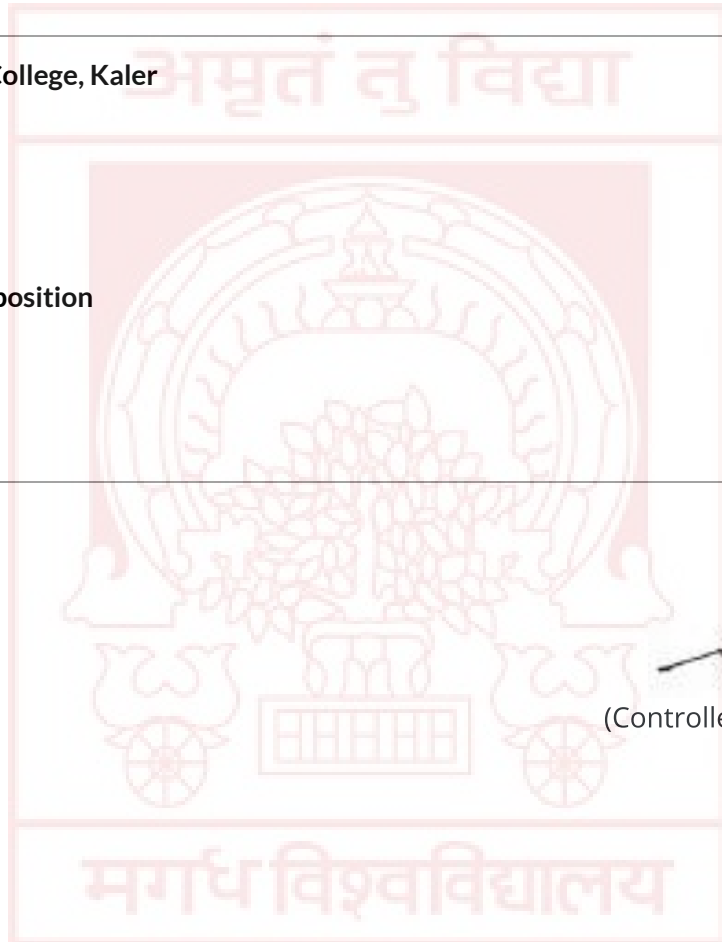 अमृतं तु विद्या
College, Kaler
position
(Controlle
मगध विश्वविद्यालय